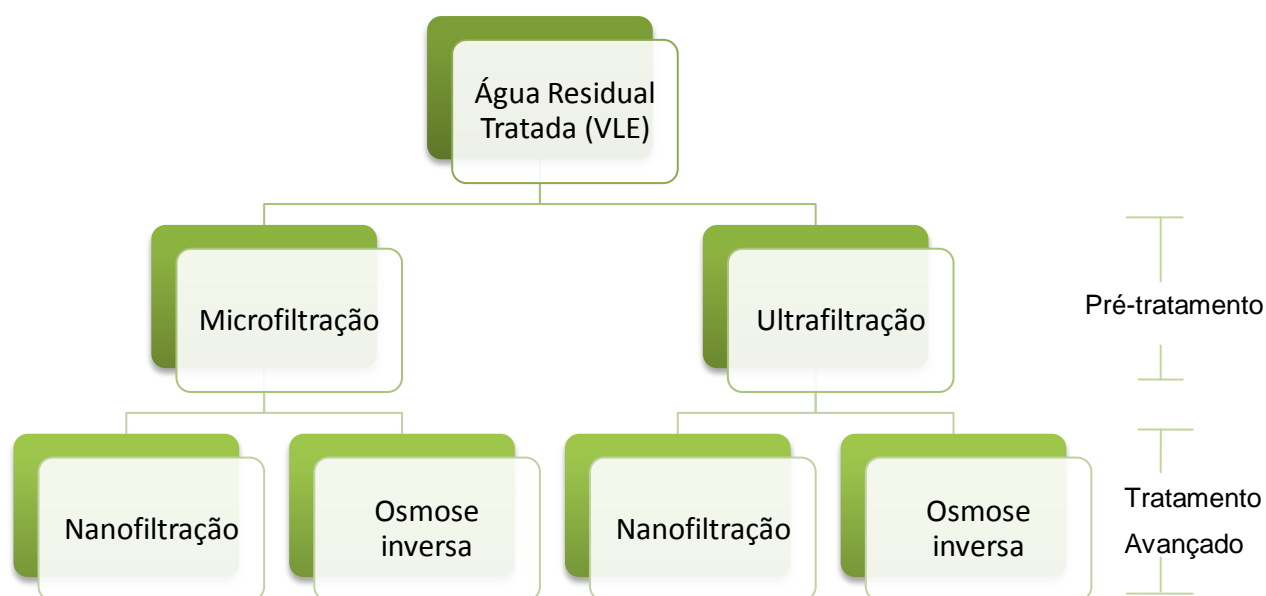 Água Residual
Tratada (VLE)
Microfiltração
Ultrafiltração
Pré-tratamento
Nanofiltração
Osmose
inversa
Nanofiltração
Osmose
inversa
Tratamento
Avançado